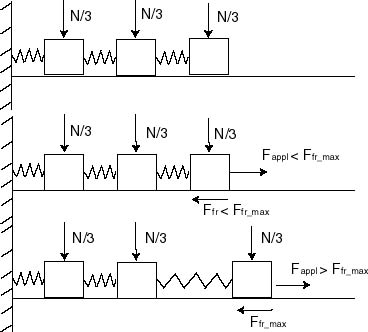 N/3 N/3 N/3
N/3 N/3 N/3
Fappl < Ffr_max
Ffr < Ffr_max
N/3 N/3 N/3
Fappl > Ffr_max
Ffr_max